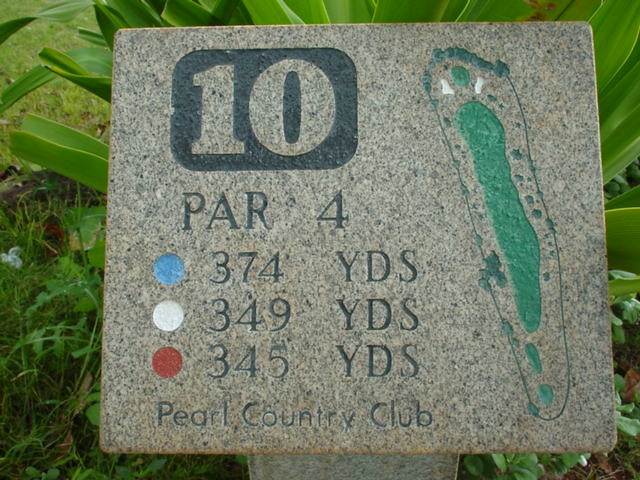 10
PAR 4
374 YDS
349 YDS
345 YDS
Pearl Country Club